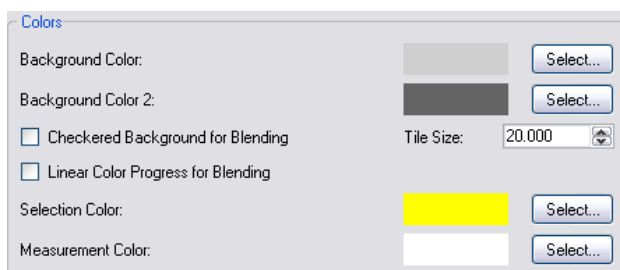 Colors
Background Color: Select...
Background Color 2: Select...
Checkered Background for Blending Tile Size: 20.000
Linear Color Progress for Blending
Selection Color: Select...
Measurement Color: Select...